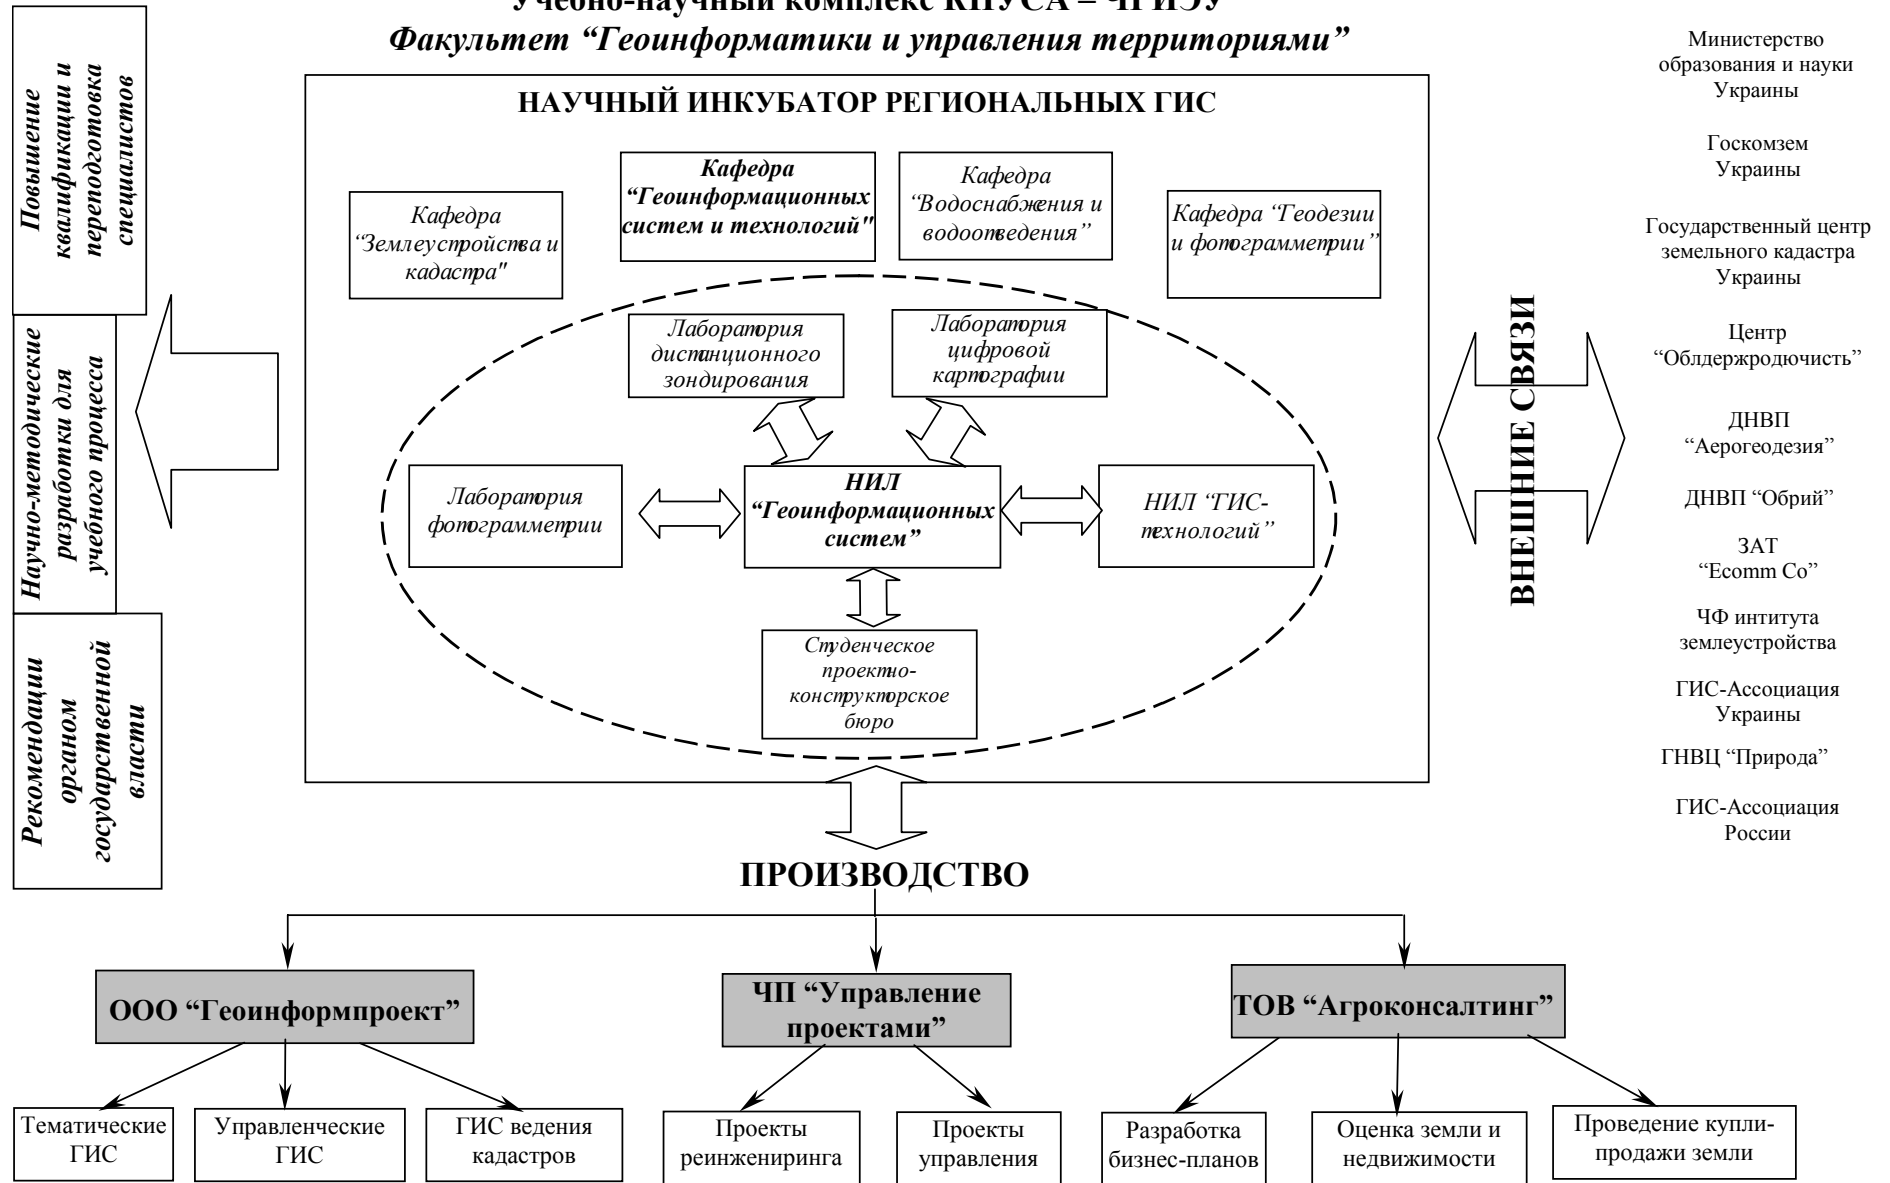 Учебно-научный комплекс КНУСА – ЧГИЭУ
Факультет “Геоинформатики и управления территориями”
Повышение
квалификации и
переподготовка
специалистов
Научно-методические
разработки для
учебного процесса
Рекомендации
органом
государственной
власти
НАУЧНЫЙ ИНКУБАТОР РЕГИОНАЛЬНЫХ ГИС
Кафедра
“Землеустройства и
кадастра"
Кафедра
“Геоинформационных
систем и технологий"
Кафедра
“Водоснабжения и
водоотведения”
Кафедра “Геодезии
и фотограмметрии”
Лаборатория
дистанционного
зондирования
Лаборатория
цифровой
картографии
Лаборатория
фотограмметрии
НИЛ
“Геоинформационных
систем”
НИЛ “ГИС-
технологий”
Студенческое
проектно-
конструкторское
бюро
ВНЕШНИЕ СВЯЗИ
Министерство
образования и науки
Украины
Госкомзем
Украины
Государственный центр
земельного кадастра
Украины
Центр
“Облдержродючисть”
ДНВП
“Аерогеодезия”
ДНВП “Обрий”
ЗАТ
“Ecomm Co”
ЧФ интитута
землеустройства
ГИС-Ассоциация
Украины
ГНВЦ “Природа”
ГИС-Ассоциация
России
ПРОИЗВОДСТВО
ООО “Геоинформпроект”
ЧП “Управление
проектами”
ТОВ “Агроконсалтинг”
Тематические
ГИС
Управленческие
ГИС
ГИС ведения
кадастров
Проекты
реинжениринга
Проекты
управления
Разработка
бизнес-планов
Оценка земли и
недвижимости
Проведение купли-
продажи земли